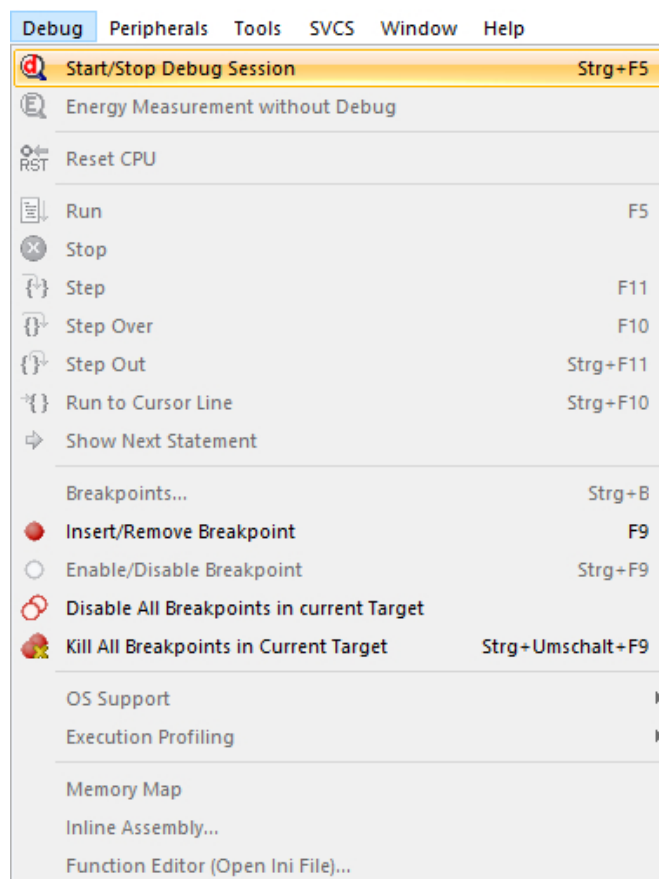 Debug Peripherals Tools SVCS Window Help
Start/Stop Debug Session Strg+F5
Energy Measurement without Debug
RST Reset CPU
Run F5
Stop
Step F11
Step Over F10
Step Out Strg+F11
Run to Cursor Line Strg+F10
Show Next Statement
Breakpoints... Strg+B
Insert/Remove Breakpoint F9
Enable/Disable Breakpoint Strg+F9
Disable All Breakpoints in current Target
Kill All Breakpoints in Current Target Strg+Umschalt+F9
OS Support
Execution Profiling
Memory Map
Inline Assembly...
Function Editor (Open Ini File)...